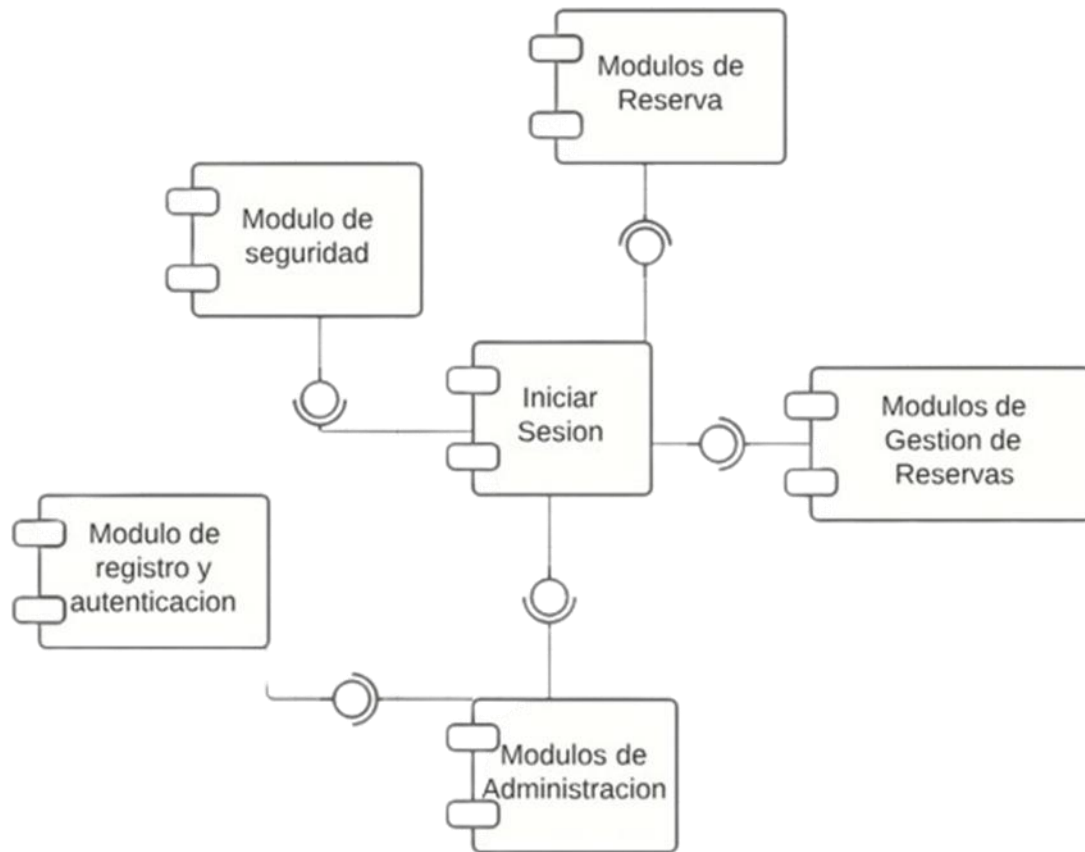 Modulos de
Reserva
Modulo de
seguridad
Iniciar
Sesion
Modulos de
Gestion de
Reservas
Modulo de
registro y
autenticacion
Modulos de
Administracion